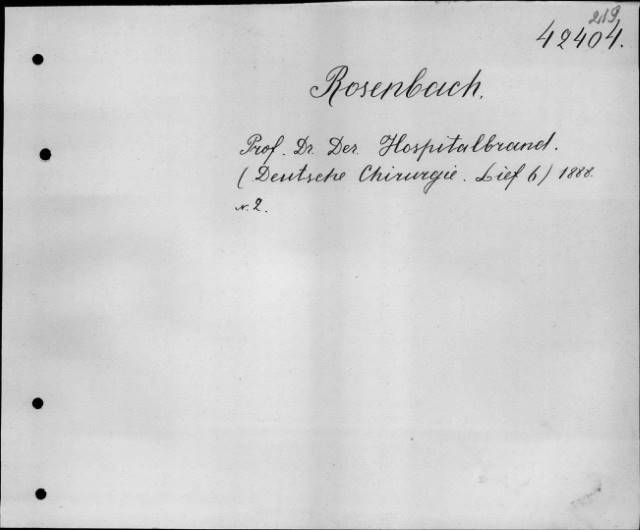 219
42404.
Rosenbach.
Prof. Dr. Der Hospitalbrand.
(Deutsche Chirurgie. Lief 6) 1888.
N. 2.